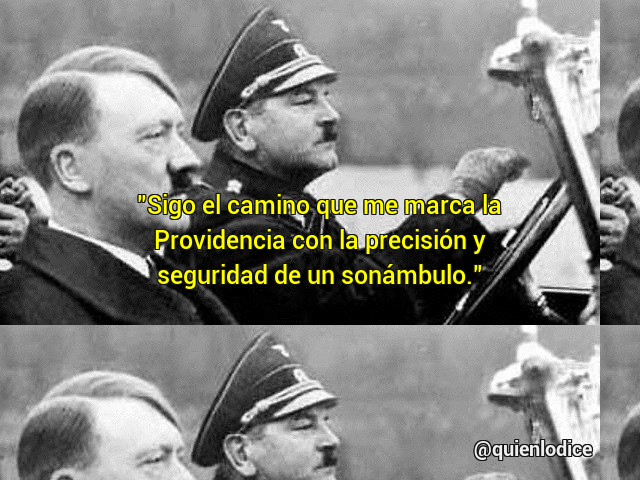 "Sigo el camino que me marca la
Providencia con la precisión y
seguridad de un sonámbulo."
@quienlodice